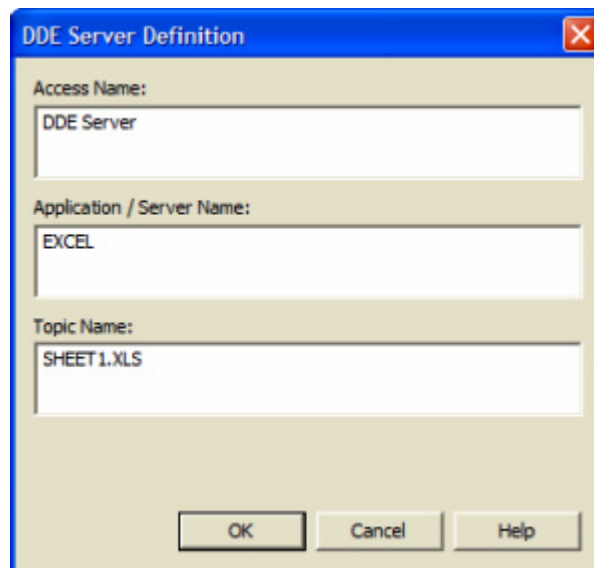 DDE Server Definition
Access Name:
DDE Server
Application / Server Name:
EXCEL
Topic Name:
SHEET1.XLS
OK Cancel Help